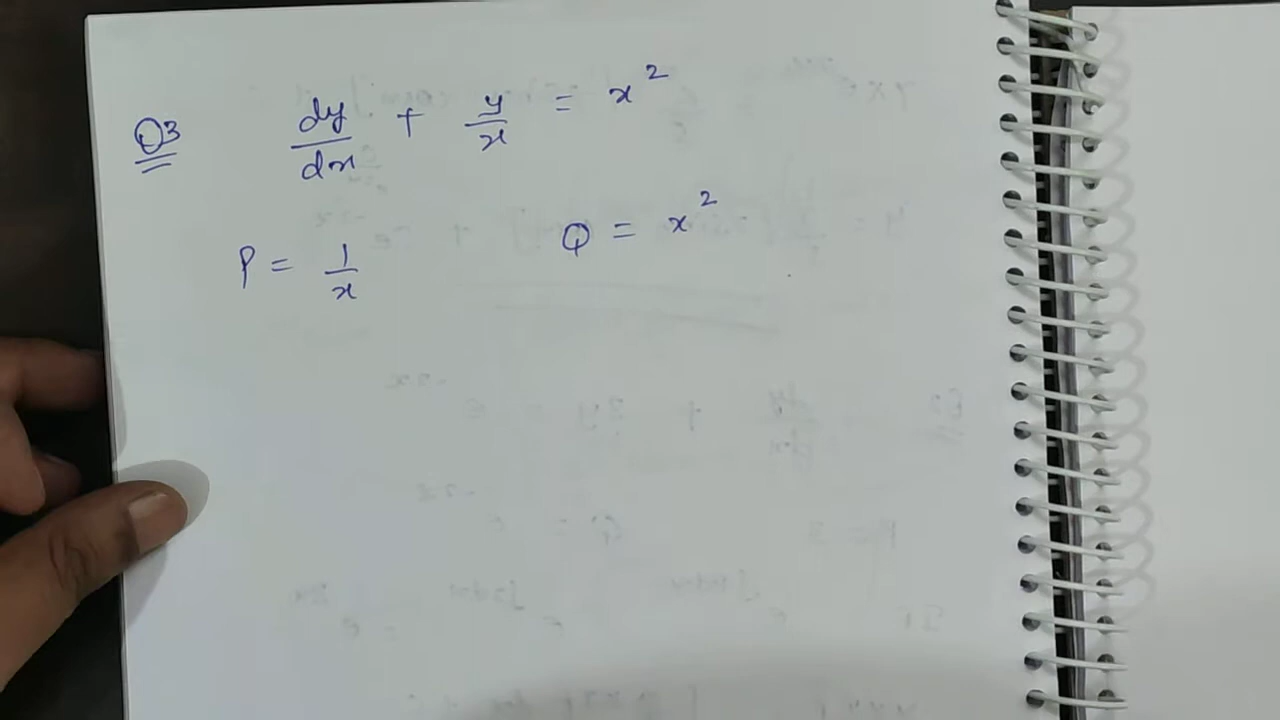 Q3 dy/dx + y/x = x²
P = 1/x Q = x²